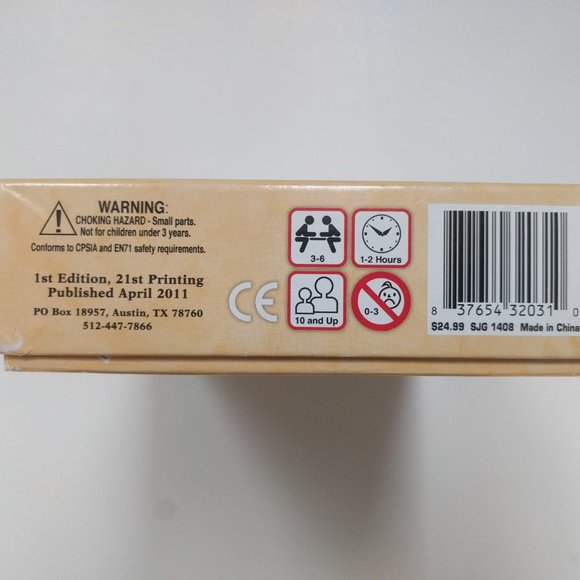 WARNING:
CHOKING HAZARD - Small parts.
Not for children under 3 years.
Conforms to CPSIA and EN71 safety requirements.
1st Edition, 21st Printing
Published April 2011
PO Box 18957, Austin, TX 78760
512-447-7866
CE
3-6
1-2 Hours
10 and Up
0-3
8 37654 32031 0
$24.99 SJG 1408 Made in China